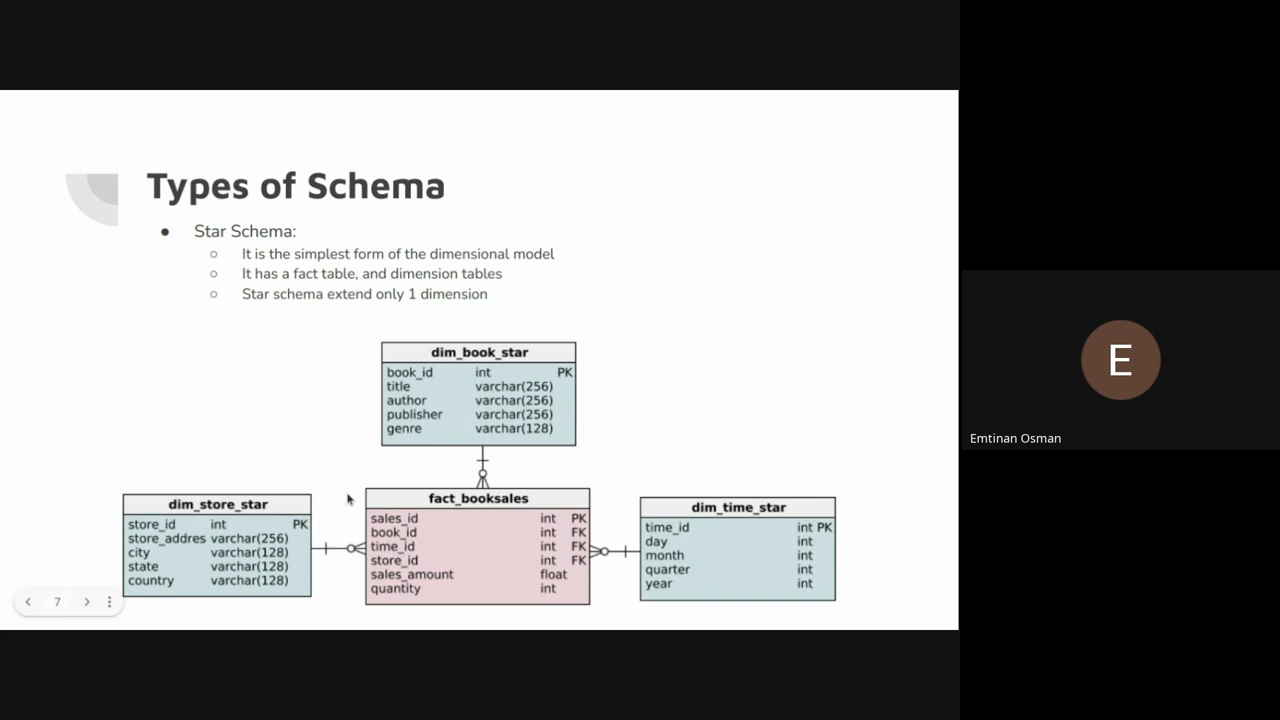 Types of Schema
● Star Schema:
○ It is the simplest form of the dimensional model
○ It has a fact table, and dimension tables
○ Star schema extend only 1 dimension
dim_book_star
book_id int PK
title varchar(256)
author varchar(256)
publisher varchar(256)
genre varchar(128)
dim_store_star
store_id int PK
store_addres varchar(256)
city varchar(128)
state varchar(128)
country varchar(128)
fact_booksales
sales_id int PK
book_id int FK
time_id int FK
store_id int FK
sales_amount float
quantity int
dim_time_star
time_id int PK
day int
month int
quarter int
year int
7
E
Emtinan Osman